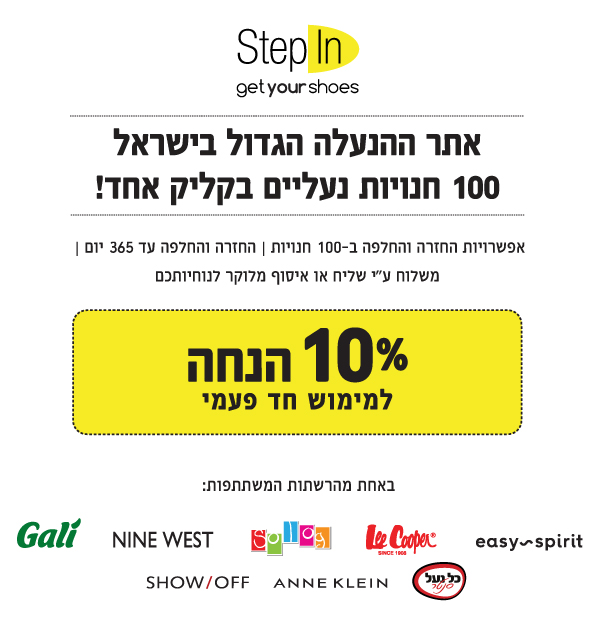 Step In
get your shoes
אתר ההנעלה הגדול בישראל
100 חנויות נעליים בקליק אחד!
אפשרויות החזרה והחלפה ב-100 חנויות | החזרה והחלפה עד 365 יום |
משלוח ע"י שליח או איסוף מלוקר לנוחיותכם
10% הנחה
למימוש חד פעמי
באחת מהרשתות המשתתפות:
Gali NINE WEST Sollog Lee Cooper® easy spirit
SINCE 1908
SHOW/OFF ANNE KLEIN כל-נעל
סנטר